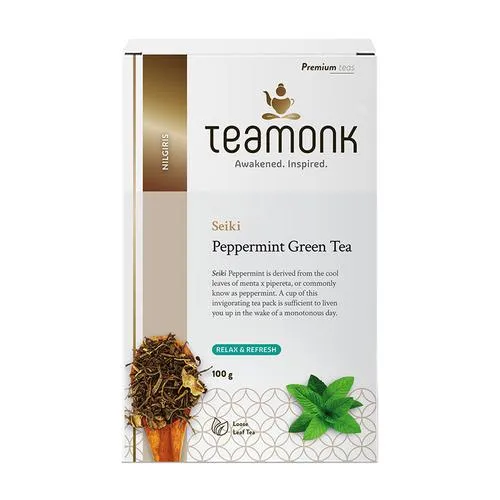 Premium teas
NILGIRIS
TEAMONK
Awakened. Inspired.
Seiki
Peppermint Green Tea
Seiki Peppermint is derived from the cool
leaves of menta x pipereta, or commonly
know as peppermint. A cup of this
invigorating tea pack is sufficient to liven
you up in the wake of a monotonous day.
RELAX & REFRESH
100 g
Loose
Leaf Tea